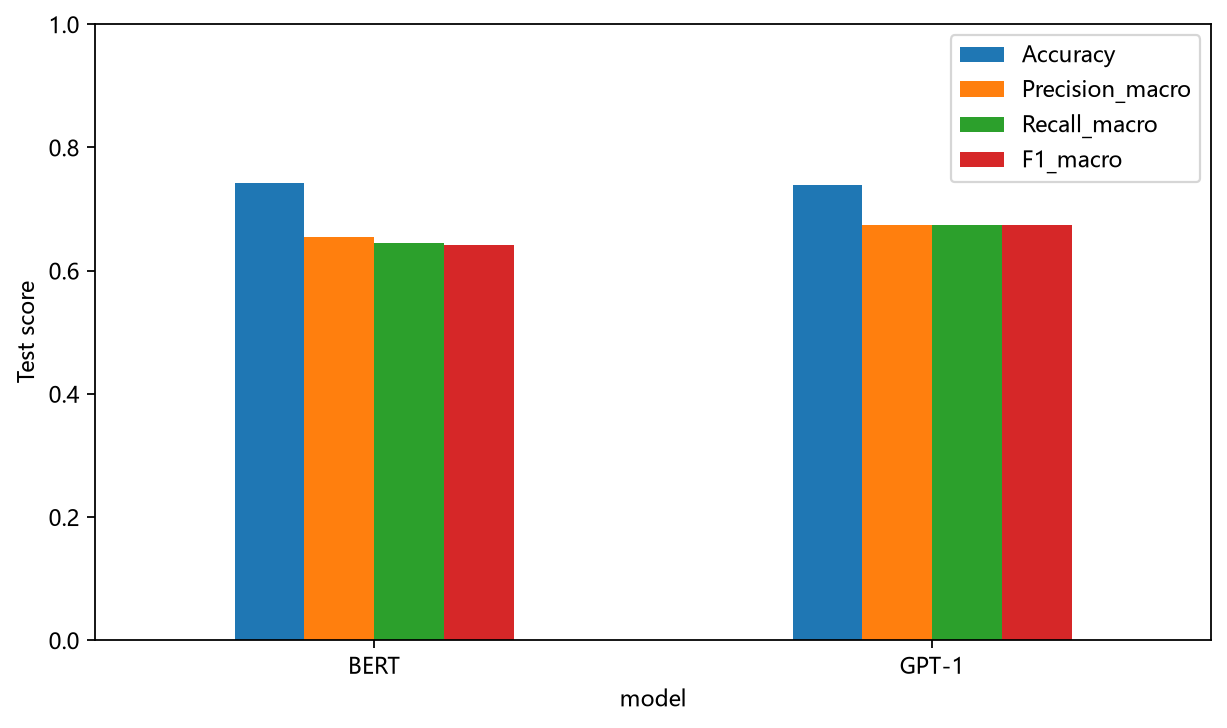 1.0
0.8
0.6
0.4
0.2
0.0
Test score
BERT
GPT-1
model
Accuracy
Precision_macro
Recall_macro
F1_macro